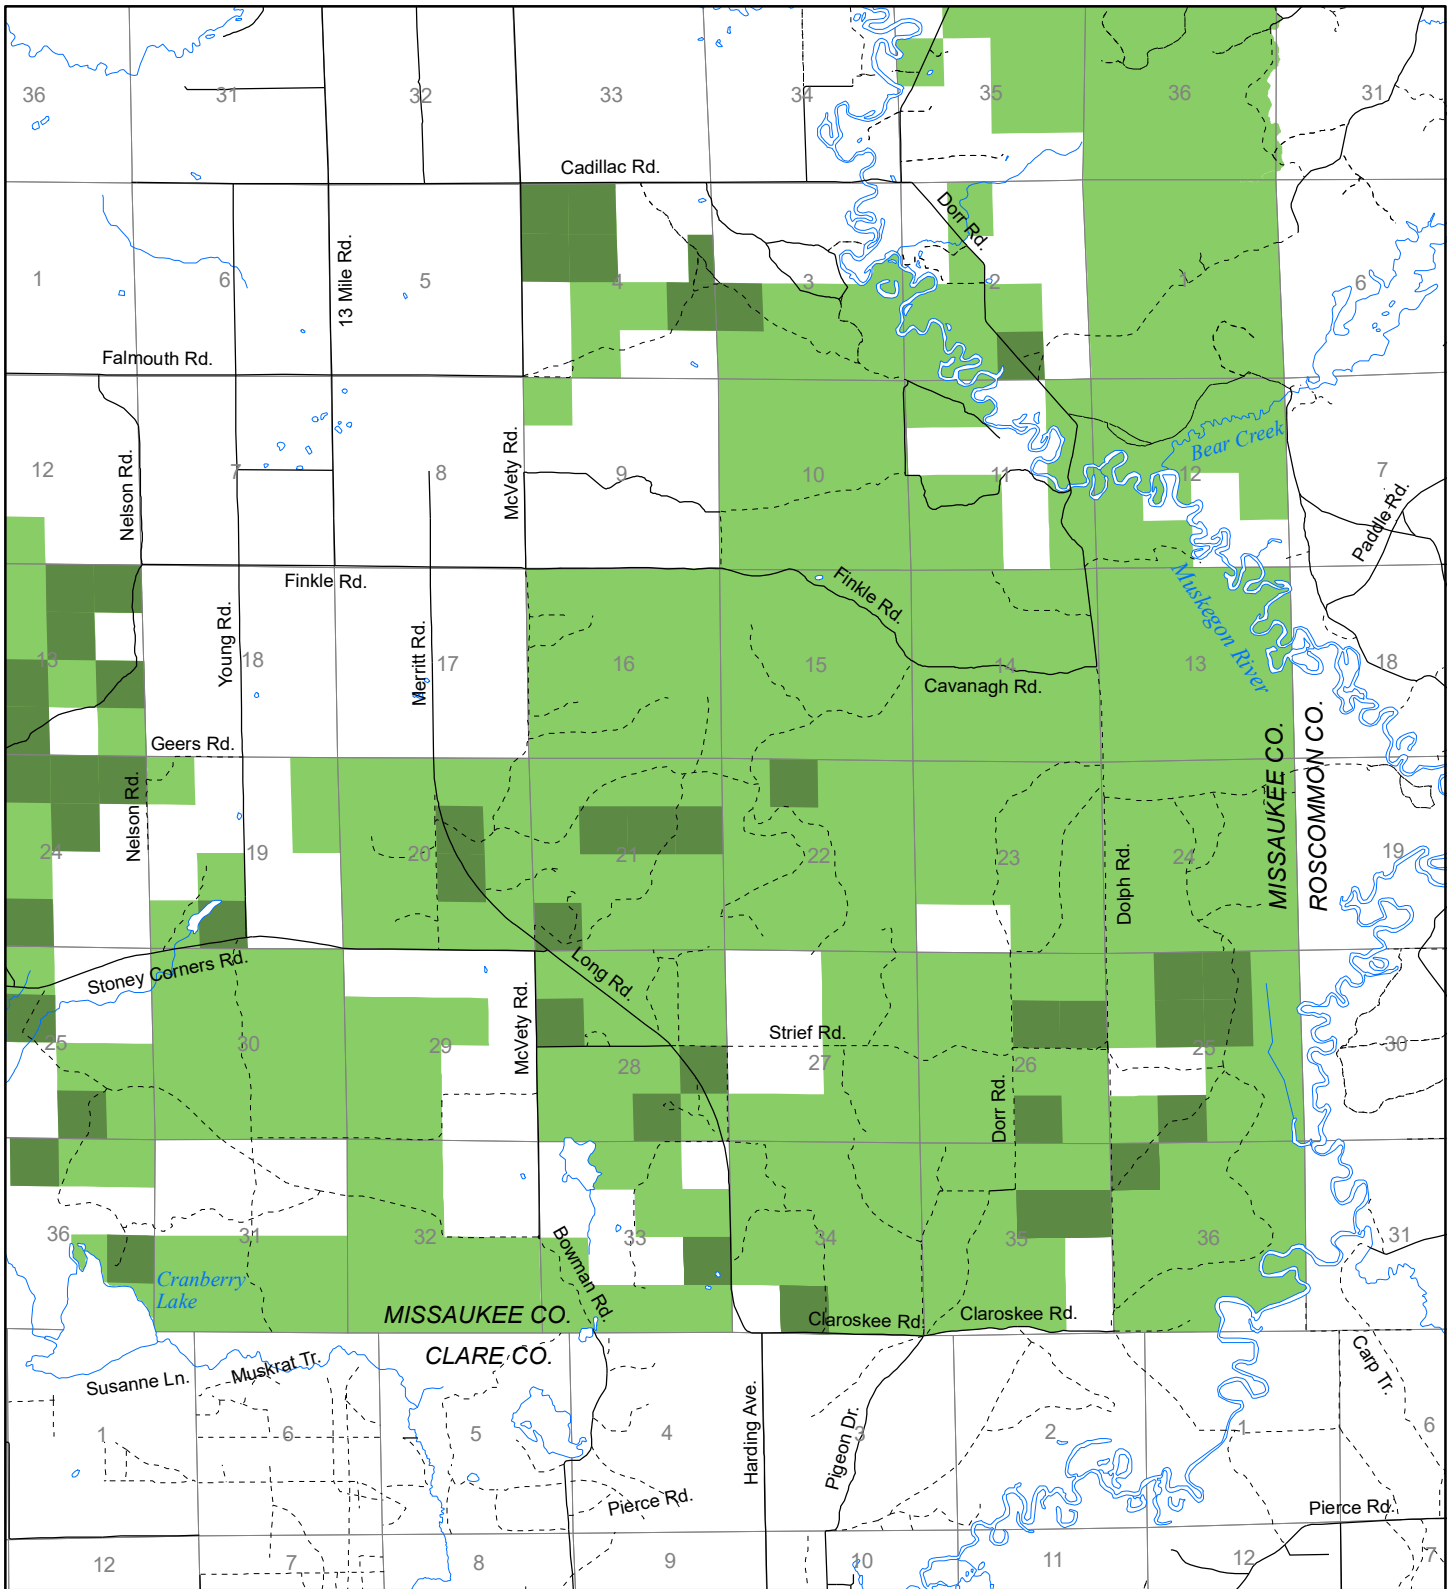 36
31
32
33
34
35
36
31
Cadillac Rd.
Dorr Rd.
1
6
13 Mile Rd.
5
4
3
2
1
6
Falmouth Rd.
12
Nelson Rd.
7
8
McVety Rd.
9
10
11
12
Bear Creek
7
Paddle Rd.
Finkle Rd.
Finkle Rd.
Muskegon River
13
Young Rd.
18
Merritt Rd.
17
16
15
14
13
18
Cavanagh Rd.
Geers Rd.
MISSAUKEE CO.
ROSCOMMON CO.
24
Nelson Rd.
19
20
21
22
23
Dolph Rd.
24
19
Stoney Corners Rd.
Long Rd.
25
30
29
McVety Rd.
28
Strief Rd.
27
26
Dorr Rd.
25
30
36
31
32
Bowman Rd.
33
34
35
36
31
Cranberry
Lake
MISSAUKEE CO.
Claroskee Rd.
Claroskee Rd.
CLARE CO.
Susanne Ln.
Muskrat Tr.
Carp Tr.
1
6
5
4
Harding Ave.
Pigeon Dr.
3
2
1
6
Pierce Rd.
Pierce Rd.
12
7
8
9
10
11
12
7